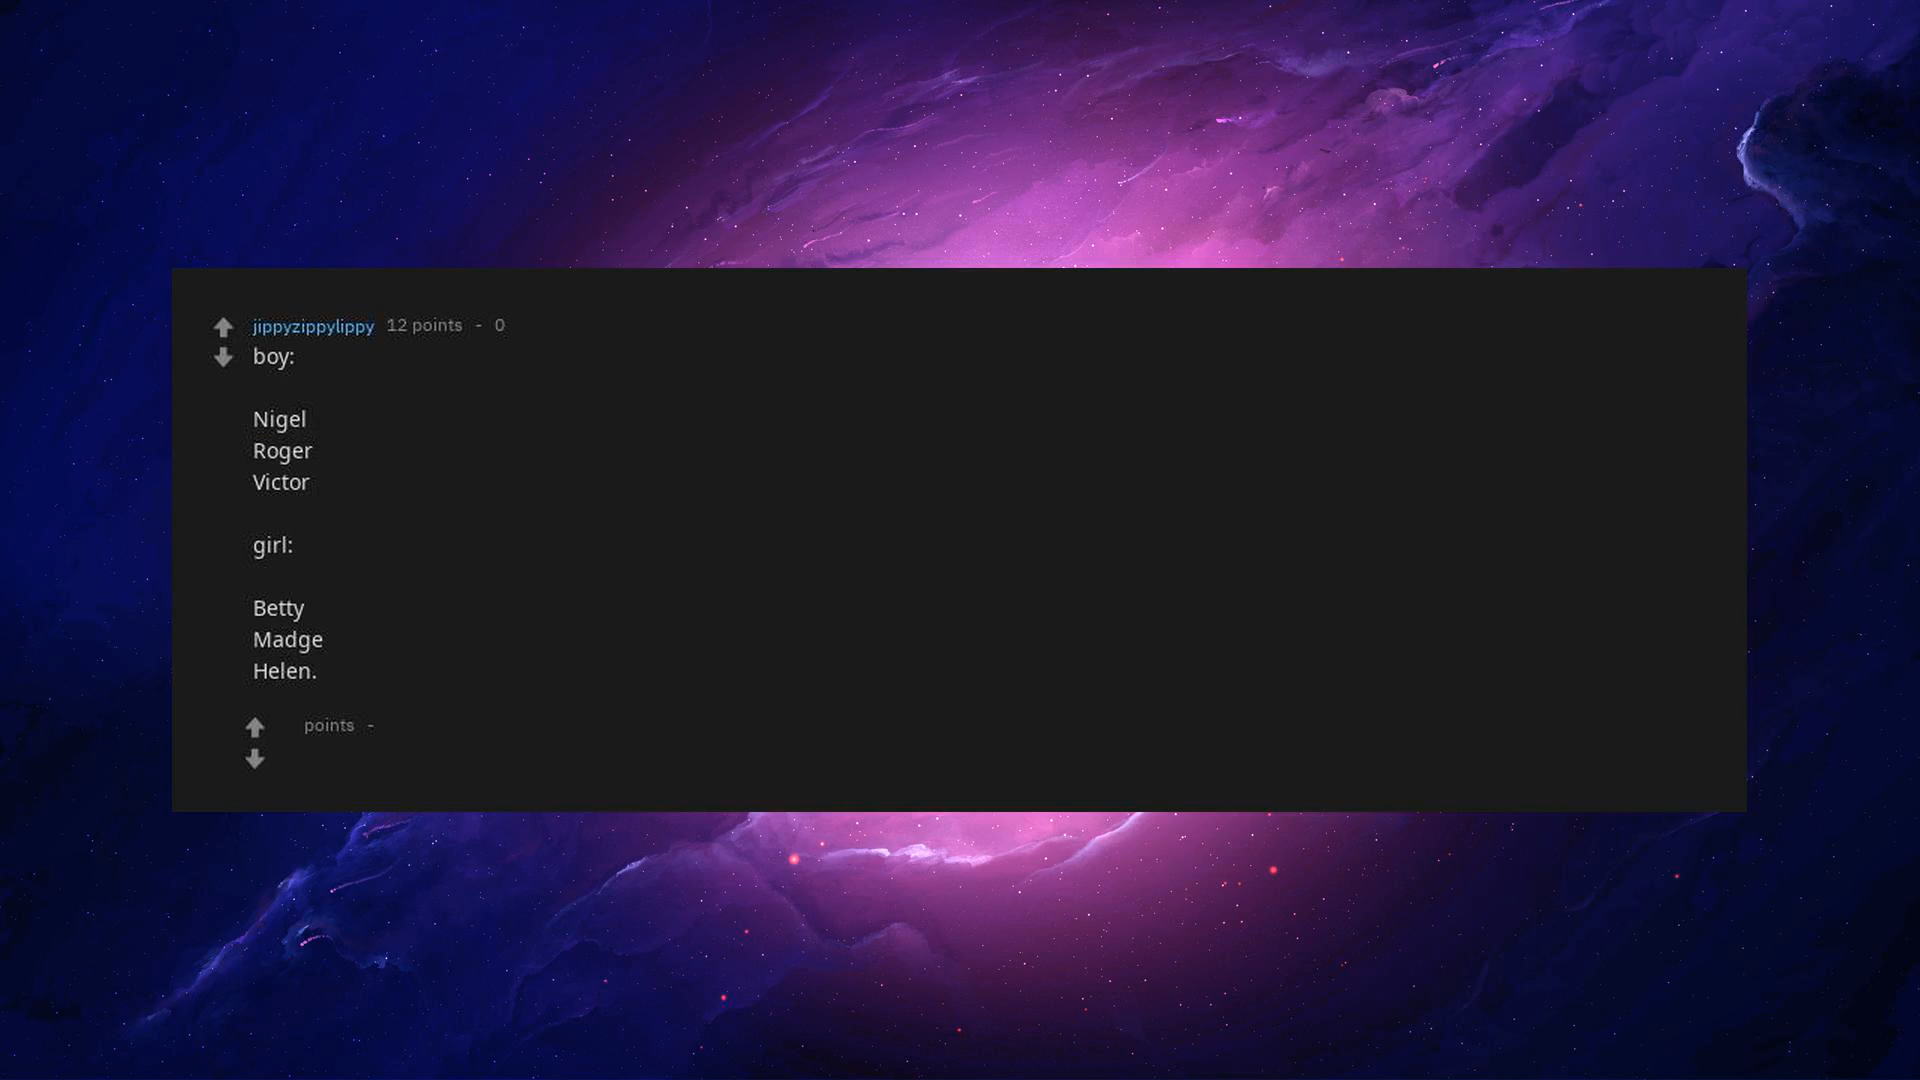 jippyzippylippy 12 points - 0
boy:
Nigel
Roger
Victor
girl:
Betty
Madge
Helen.
points -